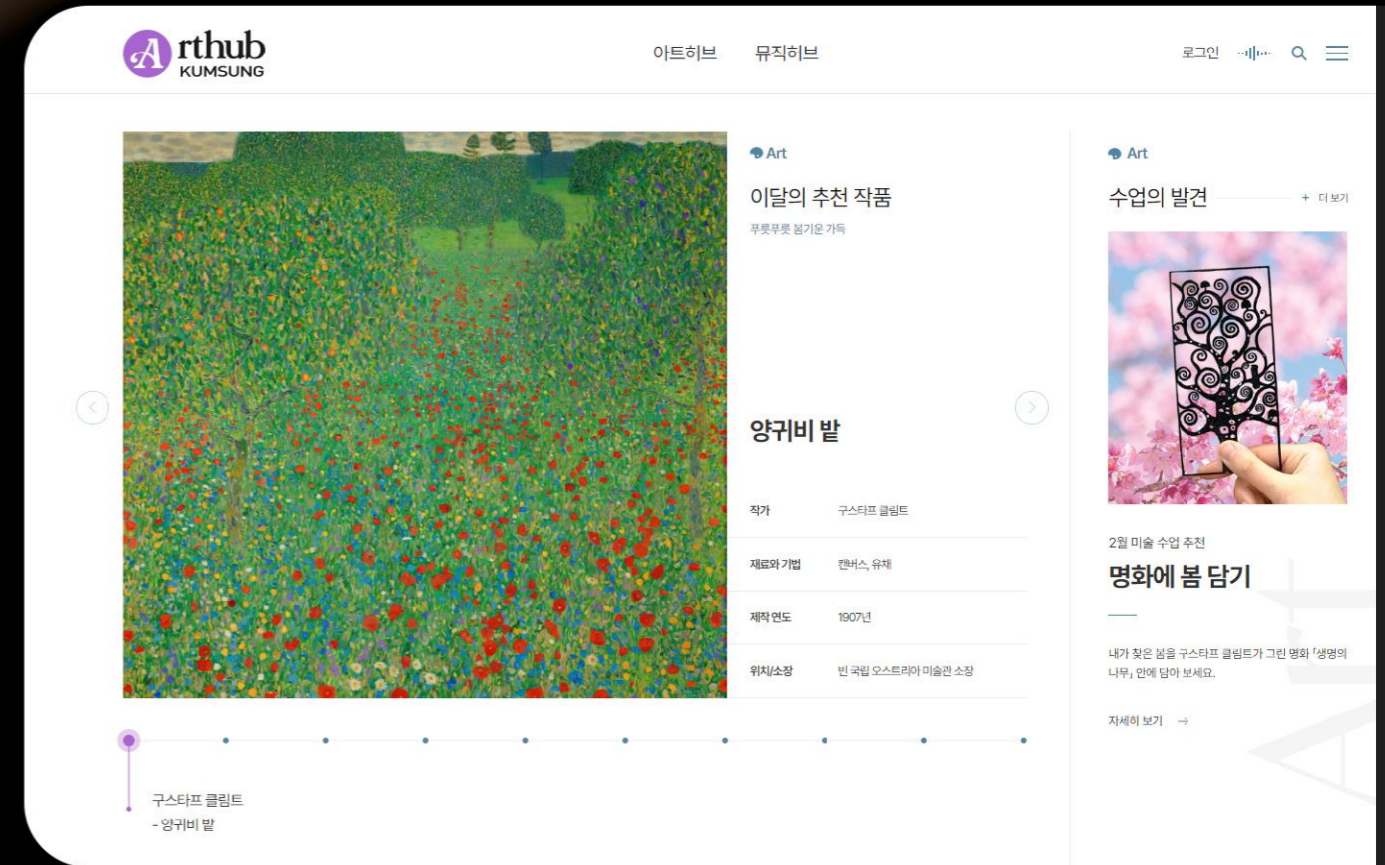 Arthub
KUMSUNG
아트히브
뮤직히브
로그인
Art
이달의 추천 작품
푸릇푸릇 봄기운 가득
양귀비 밭
작가 구스타프 클림트
재료와 기법 캔버스, 유채
제작 연도 1907년
위치/소장 빈 국립 오스트리아 미술관 소장
구스타프 클림트
- 양귀비 밭
Art
수업의 발견
+ 더 보기
2월 미술 수업 추천
명화에 봄 담기
내가 찾은 봄을 구스타프 클림트가 그린 명화 「생명의
나무」 안에 담아 보세요.
자세히 보기 →
Art